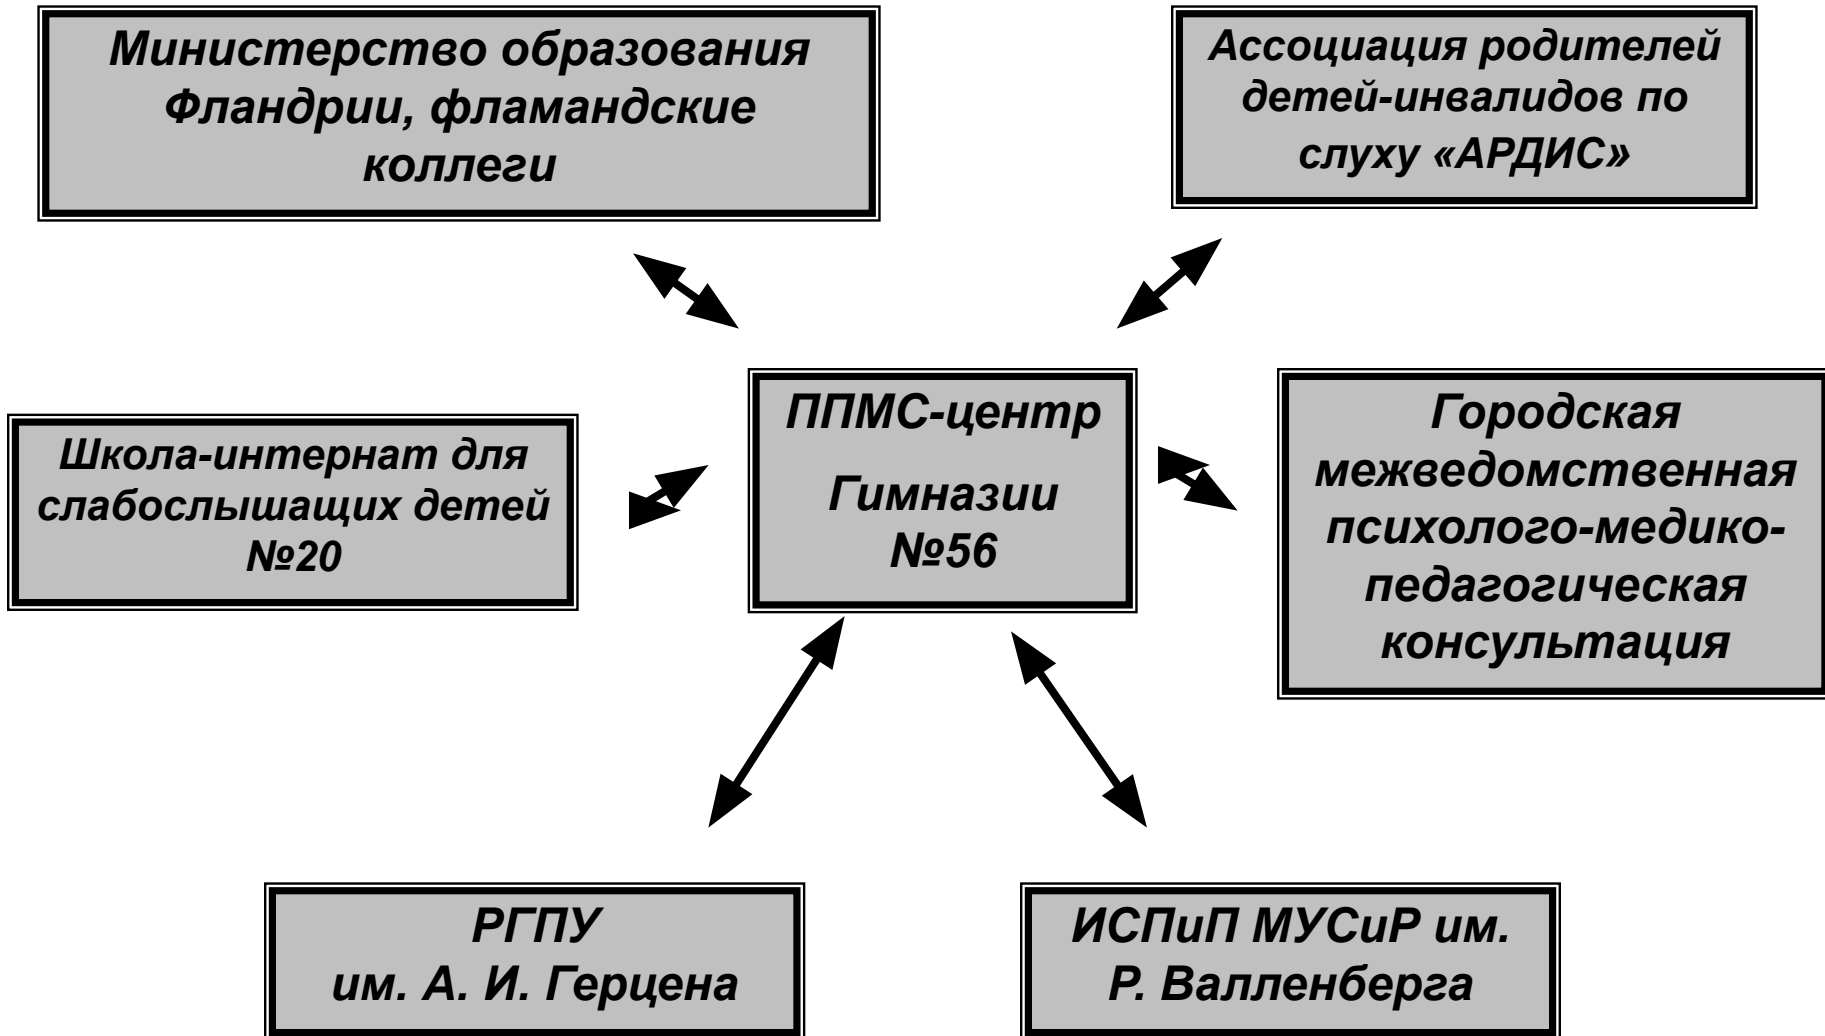 Министерство образования
Фландрии, фламандские
коллеги
Ассоциация родителей
детей-инвалидов по
слуху «АРДИС»
Школа-интернат для
слабослышащих детей
№20
ППМС-центр
Гимназии
№56
Городская
межведомственная
психолого-медико-
педагогическая
консультация
РГПУ
им. А. И. Герцена
ИСПиП МУСиР им.
Р. Валленберга